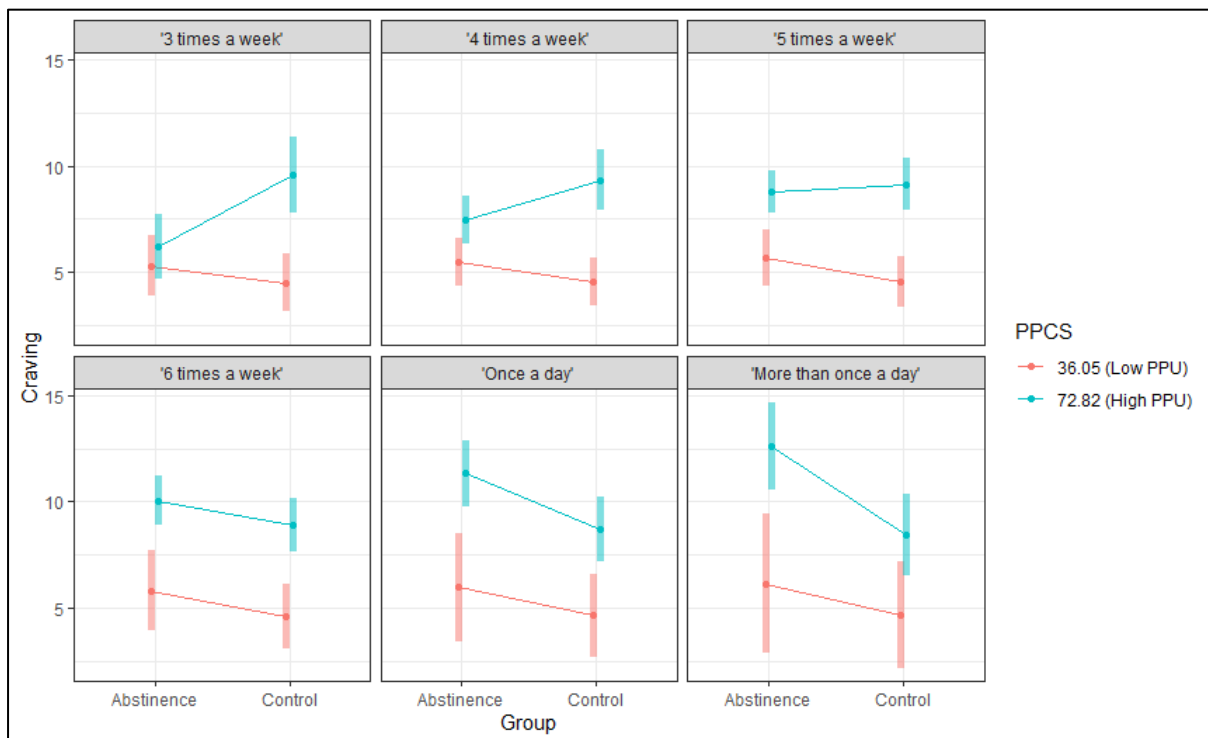 '3 times a week'
'4 times a week'
'5 times a week'
15
10
5
'6 times a week'
'Once a day'
'More than once a day'
15
10
5
Craving
Abstinence
Control
Abstinence
Control
Abstinence
Control
Group
PPCS
36.05 (Low PPU)
72.82 (High PPU)